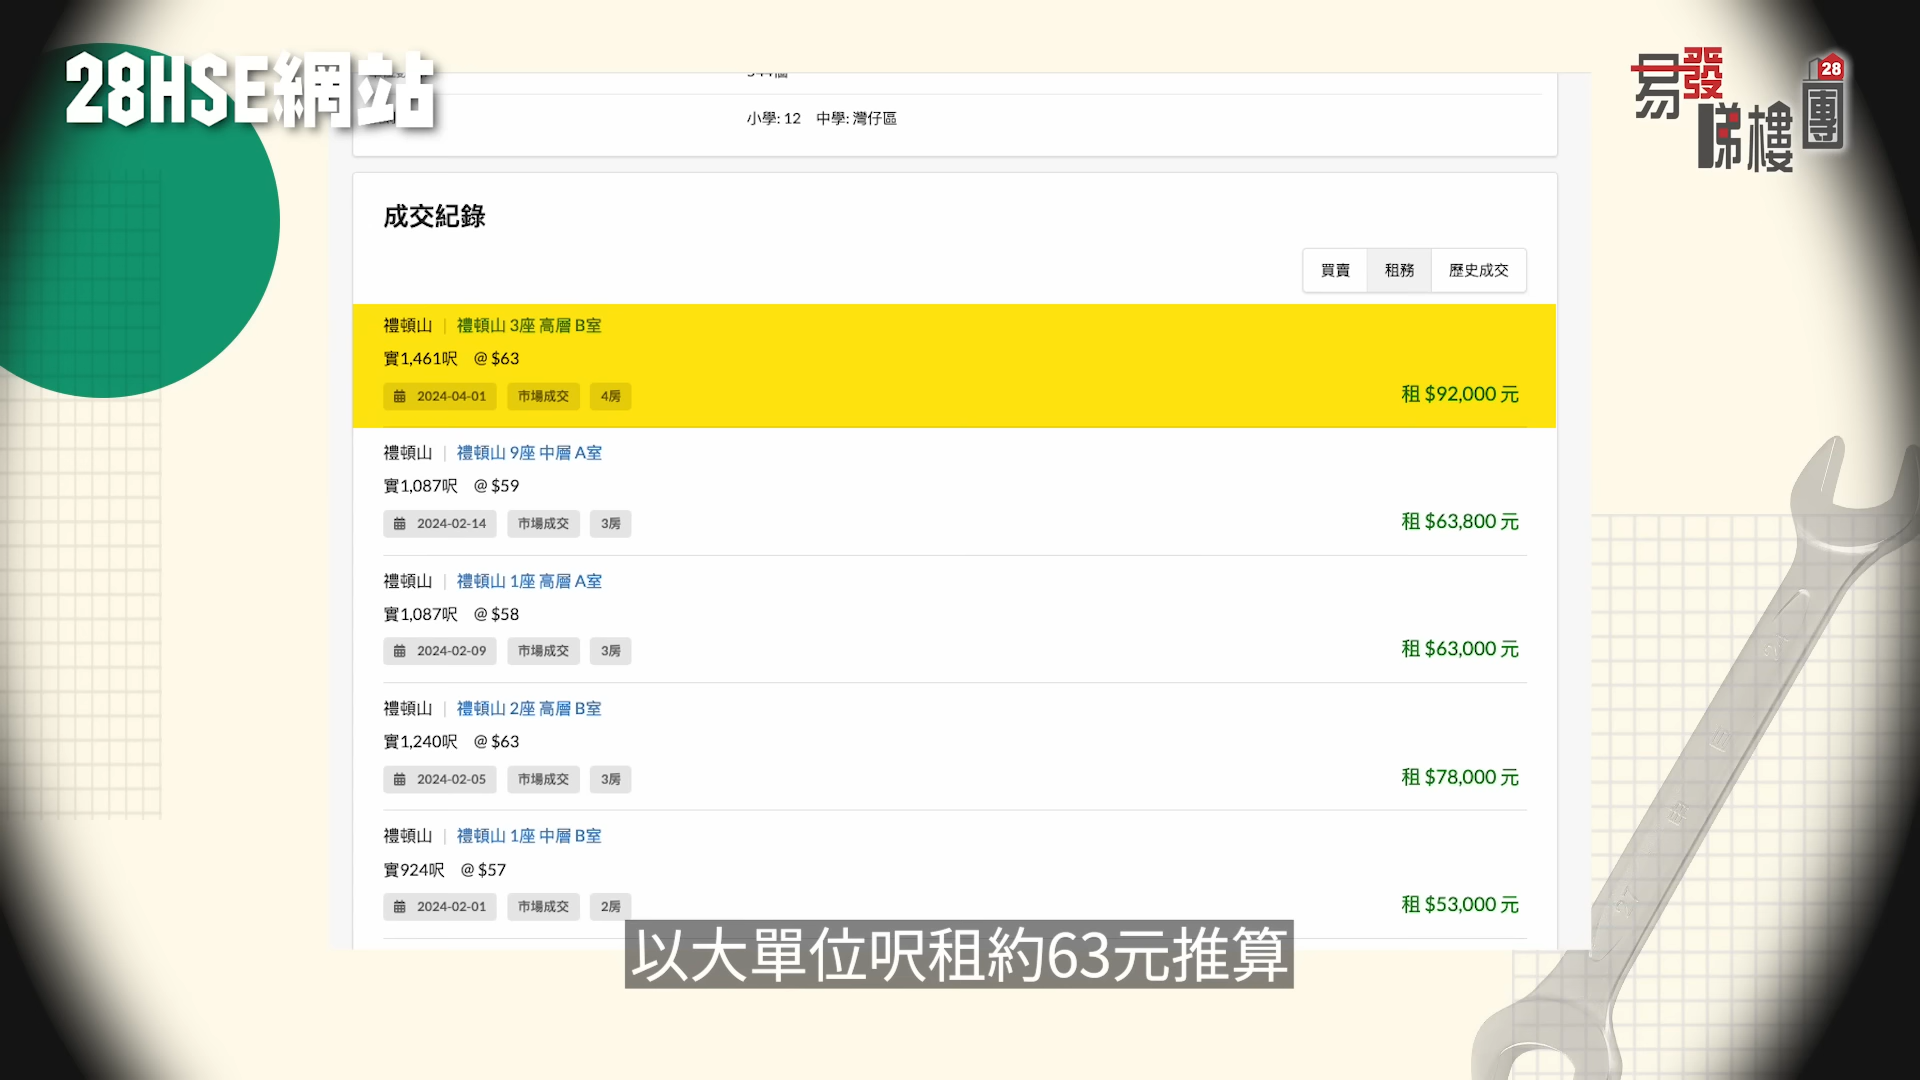 28HSE網站
易發睇樓團
28
小學: 12 中學: 灣仔區
成交紀錄
買賣 租務 歷史成交
禮頓山 | 禮頓山 3座 高層 B室
實1,461呎 @ $63
2024-04-01 市場成交 4房
租 $92,000 元
禮頓山 | 禮頓山 9座 中層 A室
實1,087呎 @ $59
2024-02-14 市場成交 3房
租 $63,800 元
禮頓山 | 禮頓山 1座 高層 A室
實1,087呎 @ $58
2024-02-09 市場成交 3房
租 $63,000 元
禮頓山 | 禮頓山 2座 高層 B室
實1,240呎 @ $63
2024-02-05 市場成交 3房
租 $78,000 元
禮頓山 | 禮頓山 1座 中層 B室
實924呎 @ $57
2024-02-01 市場成交 2房
租 $53,000 元
以大單位呎租約63元推算